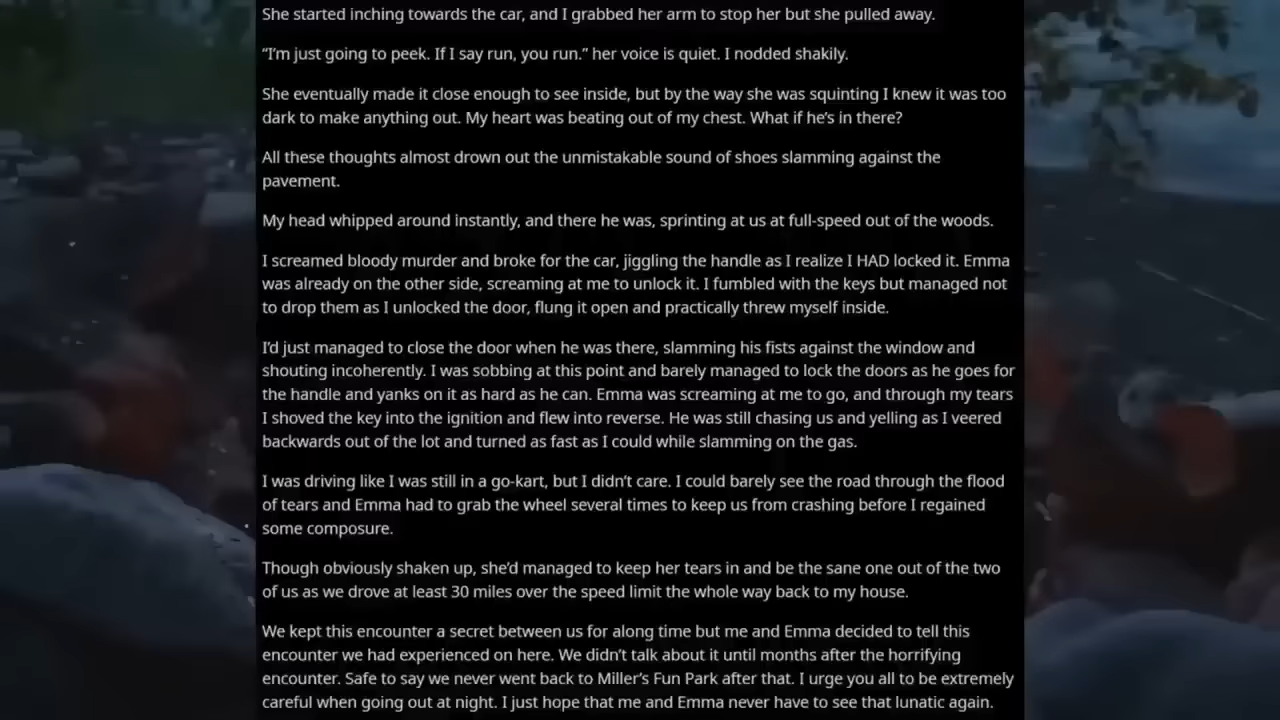 She started inching towards the car, and I grabbed her arm to stop her but she pulled away.
“I’m just going to peek. If I say run, you run.” her voice is quiet. I nodded shakily.
She eventually made it close enough to see inside, but by the way she was squinting I knew it was too
dark to make anything out. My heart was beating out of my chest. What if he’s in there?
All these thoughts almost drown out the unmistakable sound of shoes slamming against the
pavement.
My head whipped around instantly, and there he was, sprinting at us at full-speed out of the woods.
I screamed bloody murder and broke for the car, jiggling the handle as I realize I HAD locked it. Emma
was already on the other side, screaming at me to unlock it. I fumbled with the keys but managed not
to drop them as I unlocked the door, flung it open and practically threw myself inside.
I’d just managed to close the door when he was there, slamming his fists against the window and
shouting incoherently. I was sobbing at this point and barely managed to lock the doors as he goes for
the handle and yanks on it as hard as he can. Emma was screaming at me to go, and through my tears
I shoved the key into the ignition and flew into reverse. He was still chasing us and yelling as I veered
backwards out of the lot and turned as fast as I could while slamming on the gas.
I was driving like I was still in a go-kart, but I didn’t care. I could barely see the road through the flood
of tears and Emma had to grab the wheel several times to keep us from crashing before I regained
some composure.
Though obviously shaken up, she’d managed to keep her tears in and be the sane one out of the two
of us as we drove at least 30 miles over the speed limit the whole way back to my house.
We kept this encounter a secret between us for along time but me and Emma decided to tell this
encounter we had experienced on here. We didn’t talk about it until months after the horrifying
encounter. Safe to say we never went back to Miller’s Fun Park after that. I urge you all to be extremely
careful when going out at night. I just hope that me and Emma never have to see that lunatic again.